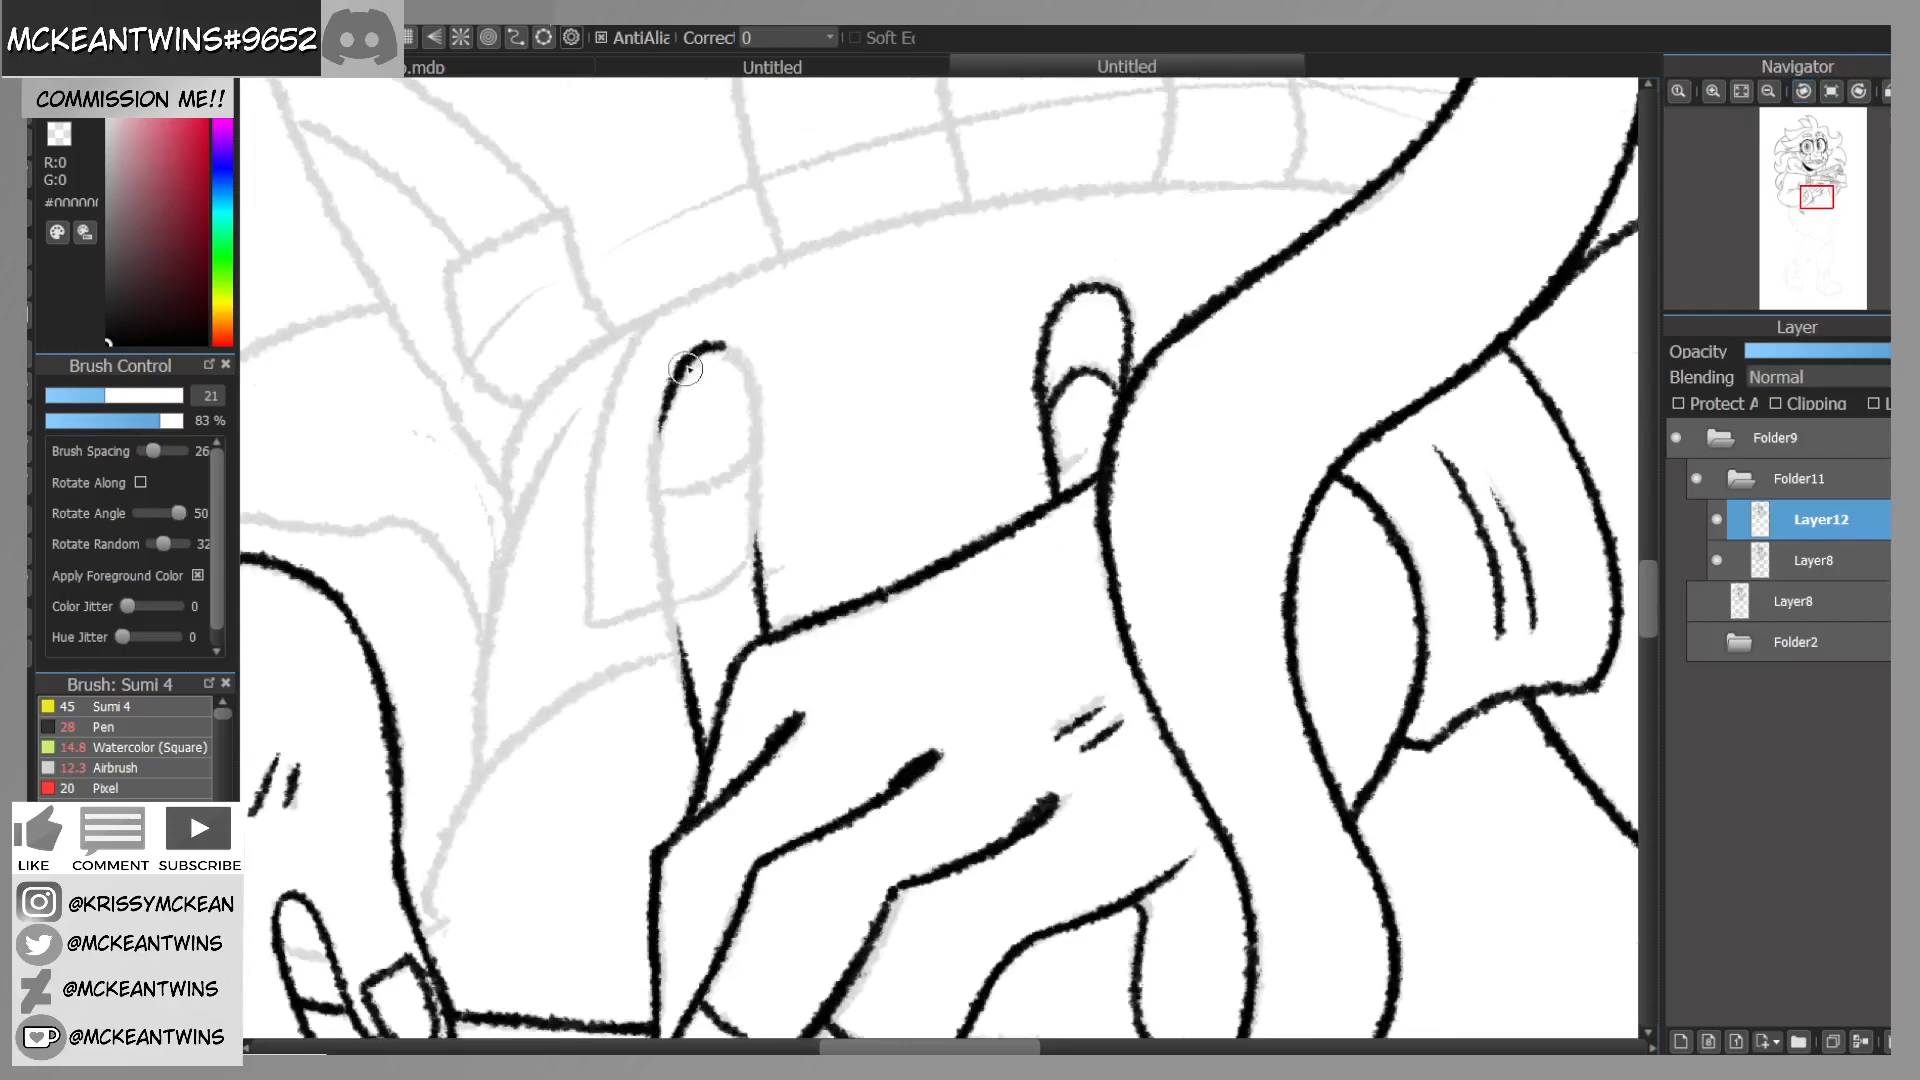 MCKEANTWINS#9652
COMMISSION ME!!
AntiAlia
Correct
0
Soft Ec
.mdp
Untitled
Untitled
R:0
G:0
#000000
Brush Control
21
83 %
Brush Spacing
26
Rotate Along
Rotate Angle
50
Rotate Random
32
Apply Foreground Color
Color Jitter
0
Hue Jitter
0
Brush: Sumi 4
45 Sumi 4
28 Pen
14.8 Watercolor (Square)
12.3 Airbrush
20 Pixel
LIKE
COMMENT
SUBSCRIBE
@KRISSYMCKEAN
@MCKEANTWINS
@MCKEANTWINS
@MCKEANTWINS
Navigator
Layer
Opacity
Blending
Normal
Protect A
Clipping
L
Folder9
Folder11
Layer12
Layer8
Layer8
Folder2